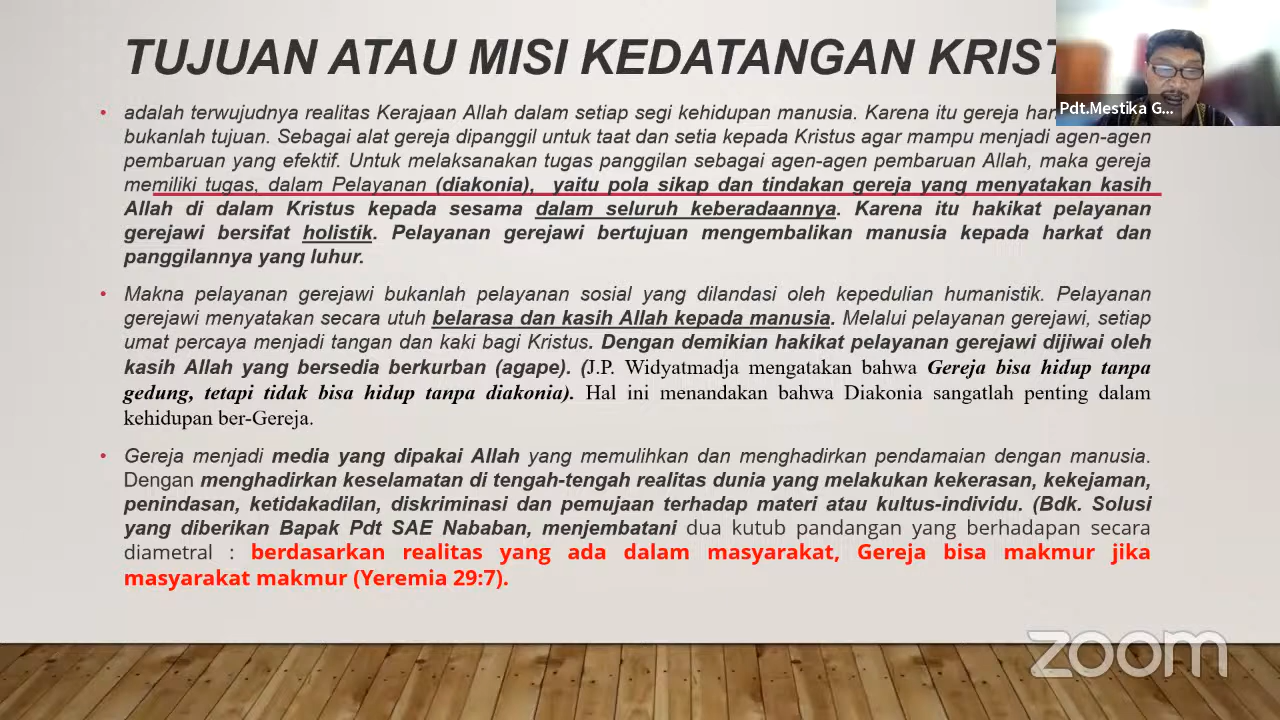 TUJUAN ATAU MISI KEDATANGAN KRIST
Pdt.Mestika G...
• adalah terwujudnya realitas Kerajaan Allah dalam setiap segi kehidupan manusia. Karena itu gereja
bukanlah tujuan. Sebagai alat gereja dipanggil untuk taat dan setia kepada Kristus agar mampu menjadi agen-agen
pembaruan yang efektif. Untuk melaksanakan tugas panggilan sebagai agen-agen pembaruan Allah, maka gereja
memiliki tugas, dalam Pelayanan (diakonia), yaitu pola sikap dan tindakan gereja yang menyatakan kasih
Allah di dalam Kristus kepada sesama dalam seluruh keberadaannya. Karena itu hakikat pelayanan
gerejawi bersifat holistik. Pelayanan gerejawi bertujuan mengembalikan manusia kepada harkat dan
panggilannya yang luhur.
• Makna pelayanan gerejawi bukanlah pelayanan sosial yang dilandasi oleh kepedulian humanistik. Pelayanan
gerejawi menyatakan secara utuh belarasa dan kasih Allah kepada manusia. Melalui pelayanan gerejawi, setiap
umat percaya menjadi tangan dan kaki bagi Kristus. Dengan demikian hakikat pelayanan gerejawi dijiwai oleh
kasih Allah yang bersedia berkurban (agape). (J.P. Widyatmadja mengatakan bahwa Gereja bisa hidup tanpa
gedung, tetapi tidak bisa hidup tanpa diakonia). Hal ini menandakan bahwa Diakonia sangatlah penting dalam
kehidupan ber-Gereja.
• Gereja menjadi media yang dipakai Allah yang memulihkan dan menghadirkan pendamaian dengan manusia.
Dengan menghadirkan keselamatan di tengah-tengah realitas dunia yang melakukan kekerasan, kekejaman,
penindasan, ketidakadilan, diskriminasi dan pemujaan terhadap materi atau kultus-individu. (Bdk. Solusi
yang diberikan Bapak Pdt SAE Nababan, menjembatani dua kutub pandangan yang berhadapan secara
diametral : berdasarkan realitas yang ada dalam masyarakat, Gereja bisa makmur jika
masyarakat makmur (Yeremia 29:7).
zoom